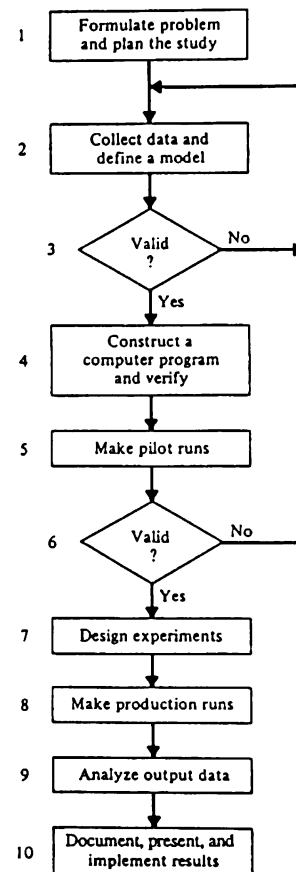 1
Formulate problem
and plan the study
2
Collect data and
define a model
3
Valid
?
No
Yes
4
Construct a
computer program
and verify
5
Make pilot runs
6
Valid
?
No
Yes
7
Design experiments
8
Make production runs
9
Analyze output data
10
Document, present, and
implement results